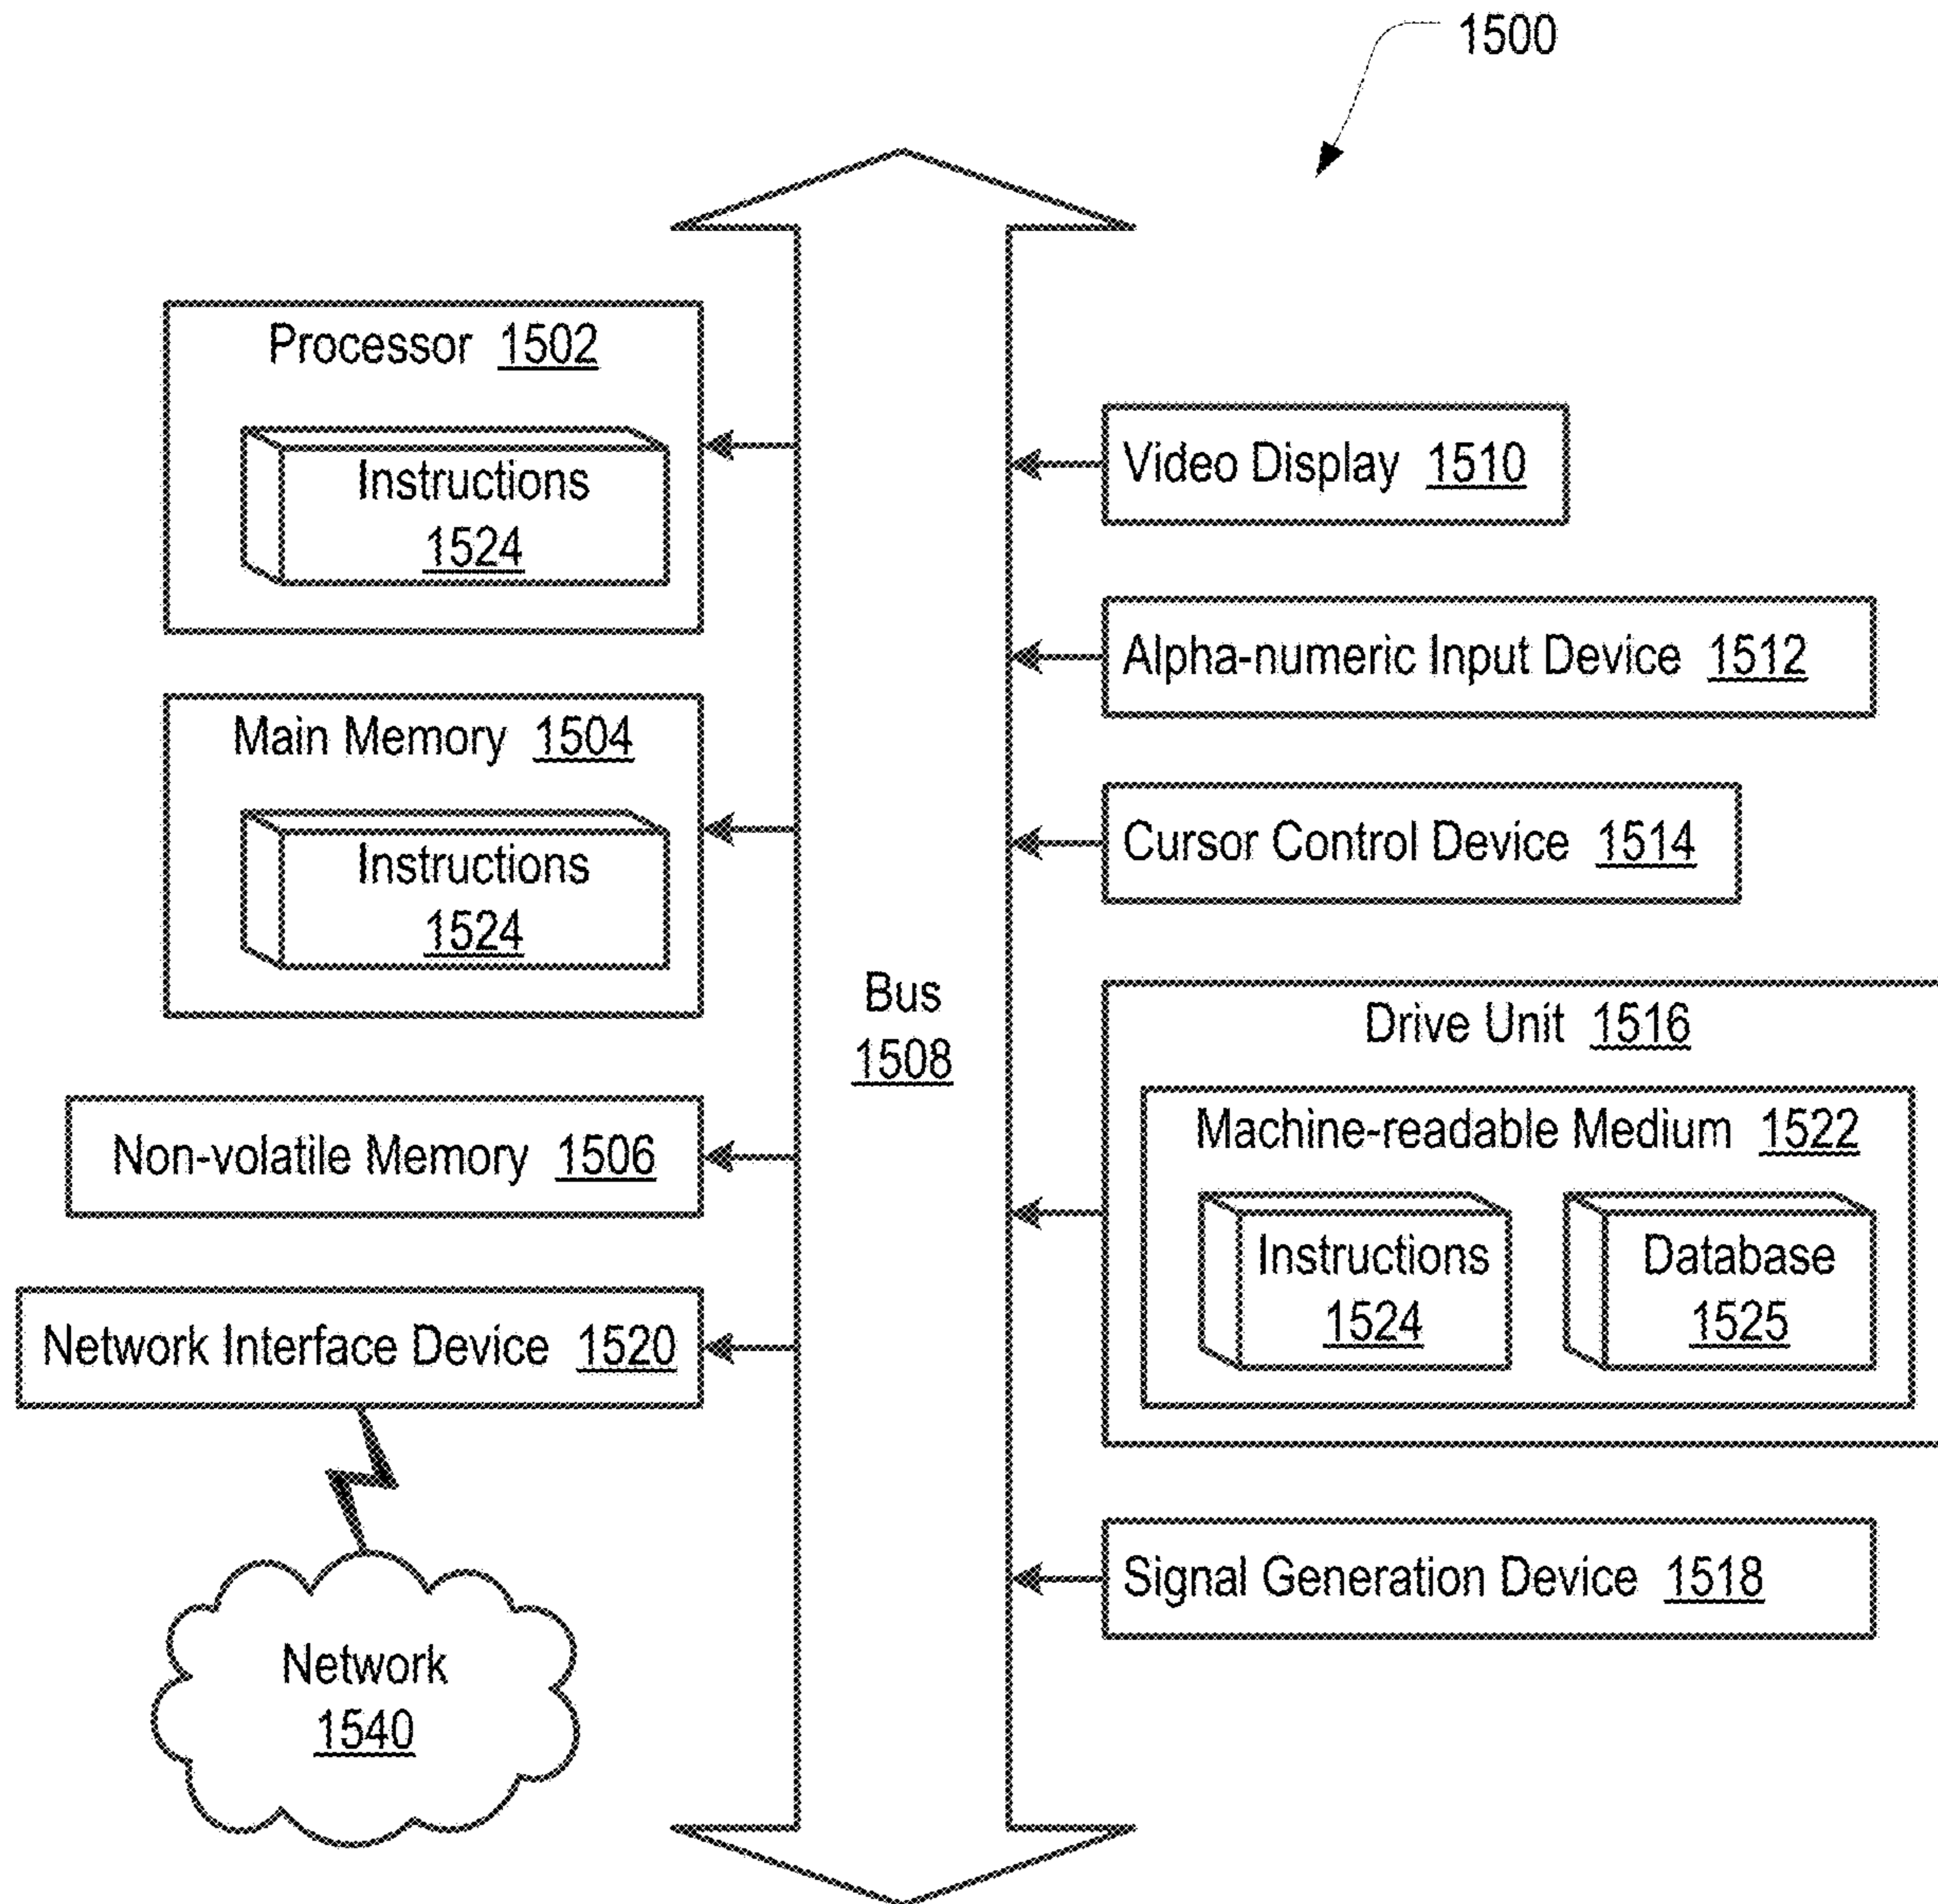 1500
Processor 1502
Instructions
1524
Main Memory 1504
Instructions
1524
Non-volatile Memory 1506
Network Interface Device 1520
Network
1540
Bus
1508
Video Display 1510
Alpha-numeric Input Device 1512
Cursor Control Device 1514
Drive Unit 1516
Machine-readable Medium 1522
Instructions
1524
Database
1525
Signal Generation Device 1518